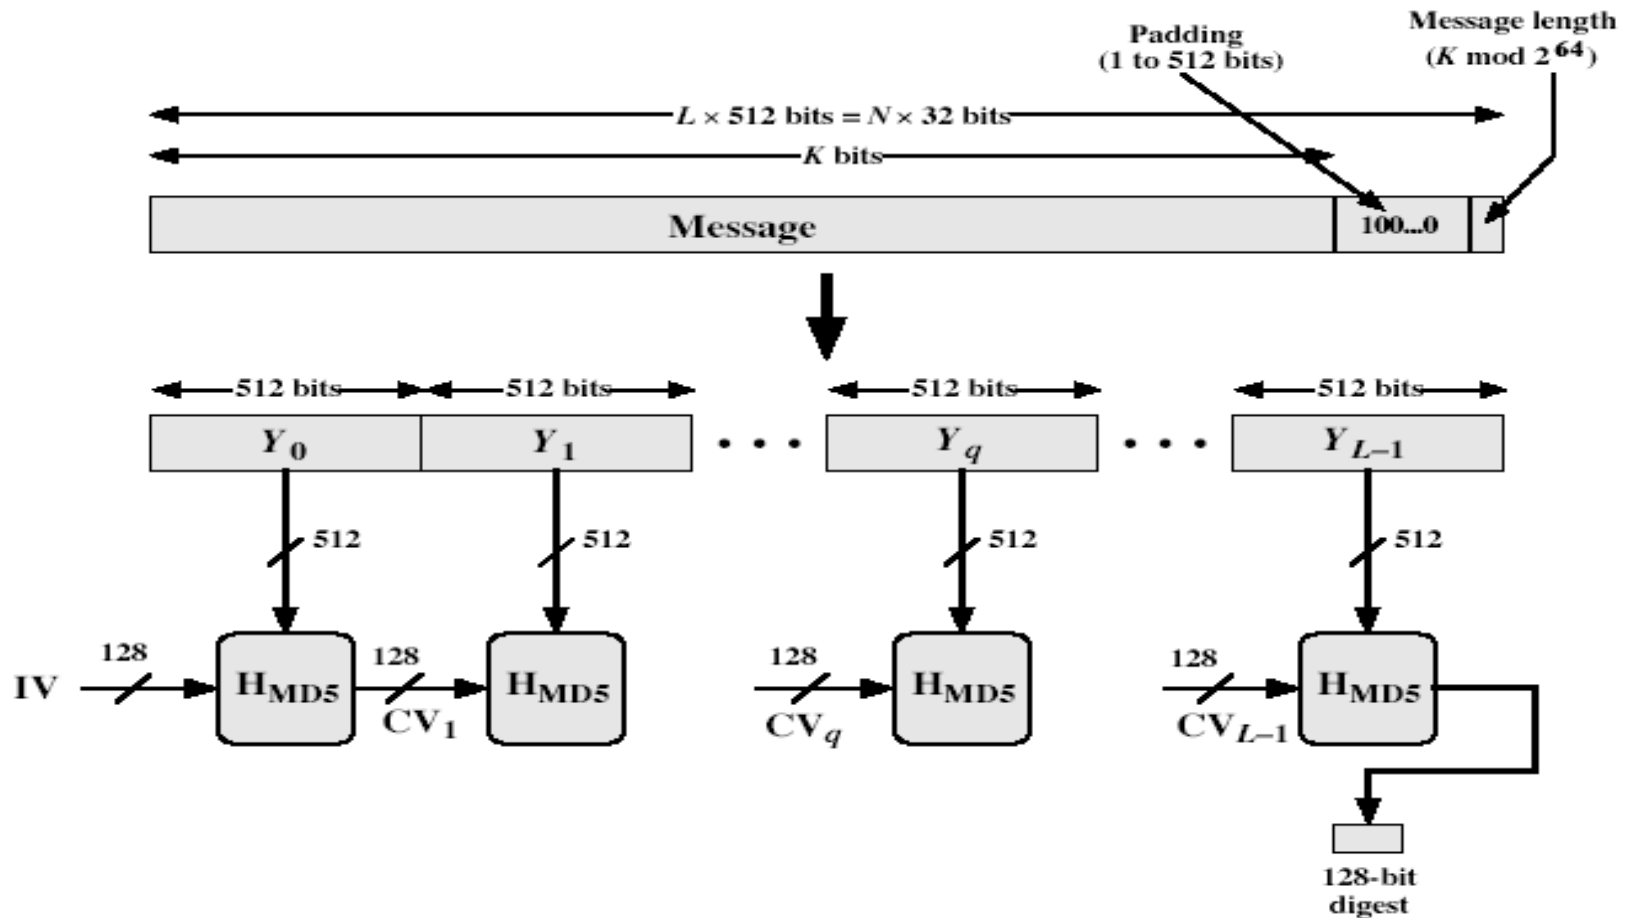 Padding
(1 to 512 bits)
Message length
(K mod 2^64)
L × 512 bits = N × 32 bits
K bits
Message
100...0
512 bits
512 bits
512 bits
512 bits
Y0
Y1
• • •
Yq
• • •
YL–1
512
512
512
512
IV
128
HMD5
128
CV1
HMD5
128
CVq
HMD5
128
CVL–1
HMD5
128-bit
digest